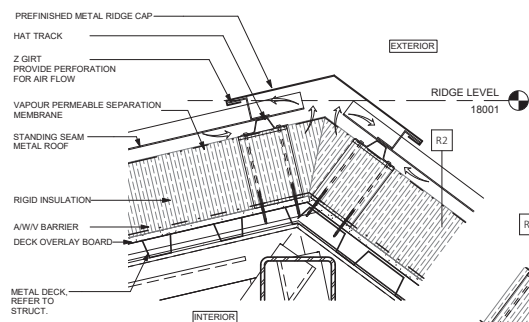 PREFINISHED METAL RIDGE CAP
HAT TRACK
EXTERIOR
Z GIRT
PROVIDE PERFORATION
FOR AIR FLOW
RIDGE LEVEL
18001
VAPOUR PERMEABLE SEPARATION
MEMBRANE
STANDING SEAM
METAL ROOF
R2
RIGID INSULATION
R
A/W/V BARRIER
DECK OVERLAY BOARD
METAL DECK,
REFER TO
STRUCT.
INTERIOR